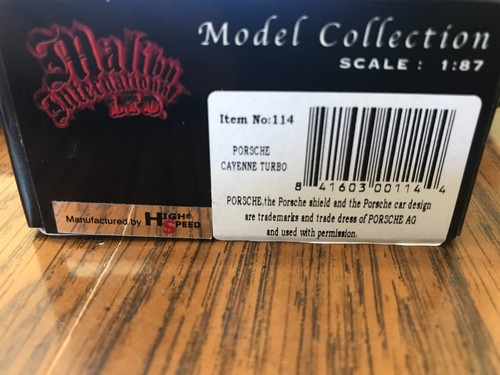 Malibu
International
LTD.
Model Collection
SCALE : 1:87
Item No:114
PORSCHE
CAYENNE TURBO
8 41603 00114 4
PORSCHE,the Porsche shield and the Porsche car design
are trademarks and trade dress of PORSCHE AG
and used with permission.
Manufactured by HIGH® SPEED